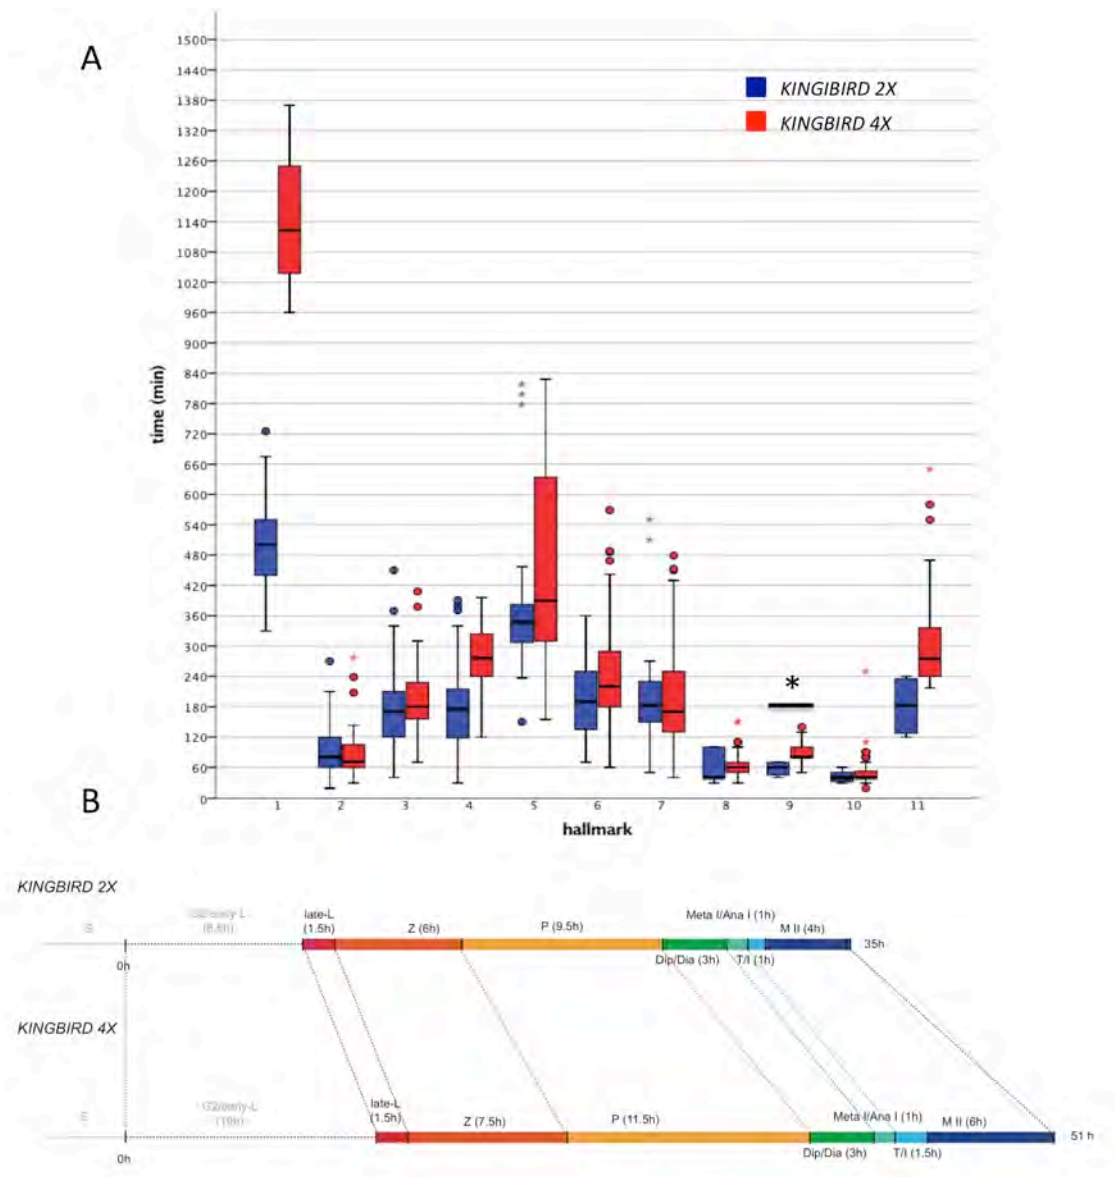 A
1500
1440
1380
1320
1260
1200
1140
1080
1020
960
900
840
780
720
660
600
540
480
420
360
300
240
180
120
60
0
time (min)
KINGIBIRD 2X
KINGBIRD 4X
*
1 2 3 4 5 6 7 8 9 10 11
hallmark
B
KINGBIRD 2X
S
late-L
(1.5h)
Z (6h)
P (9.5h)
Meta I/Ana I (1h)
M II (4h)
35h
0h
Dip/Dia (3h)
T/I (1h)
KINGBIRD 4X
G2/early-L
(19h)
late-L
(1.5h)
Z (7.5h)
P (11.5h)
Meta I/Ana I (1h)
M II (6h)
51 h
0h
Dip/Dia (3h)
T/I (1.5h)